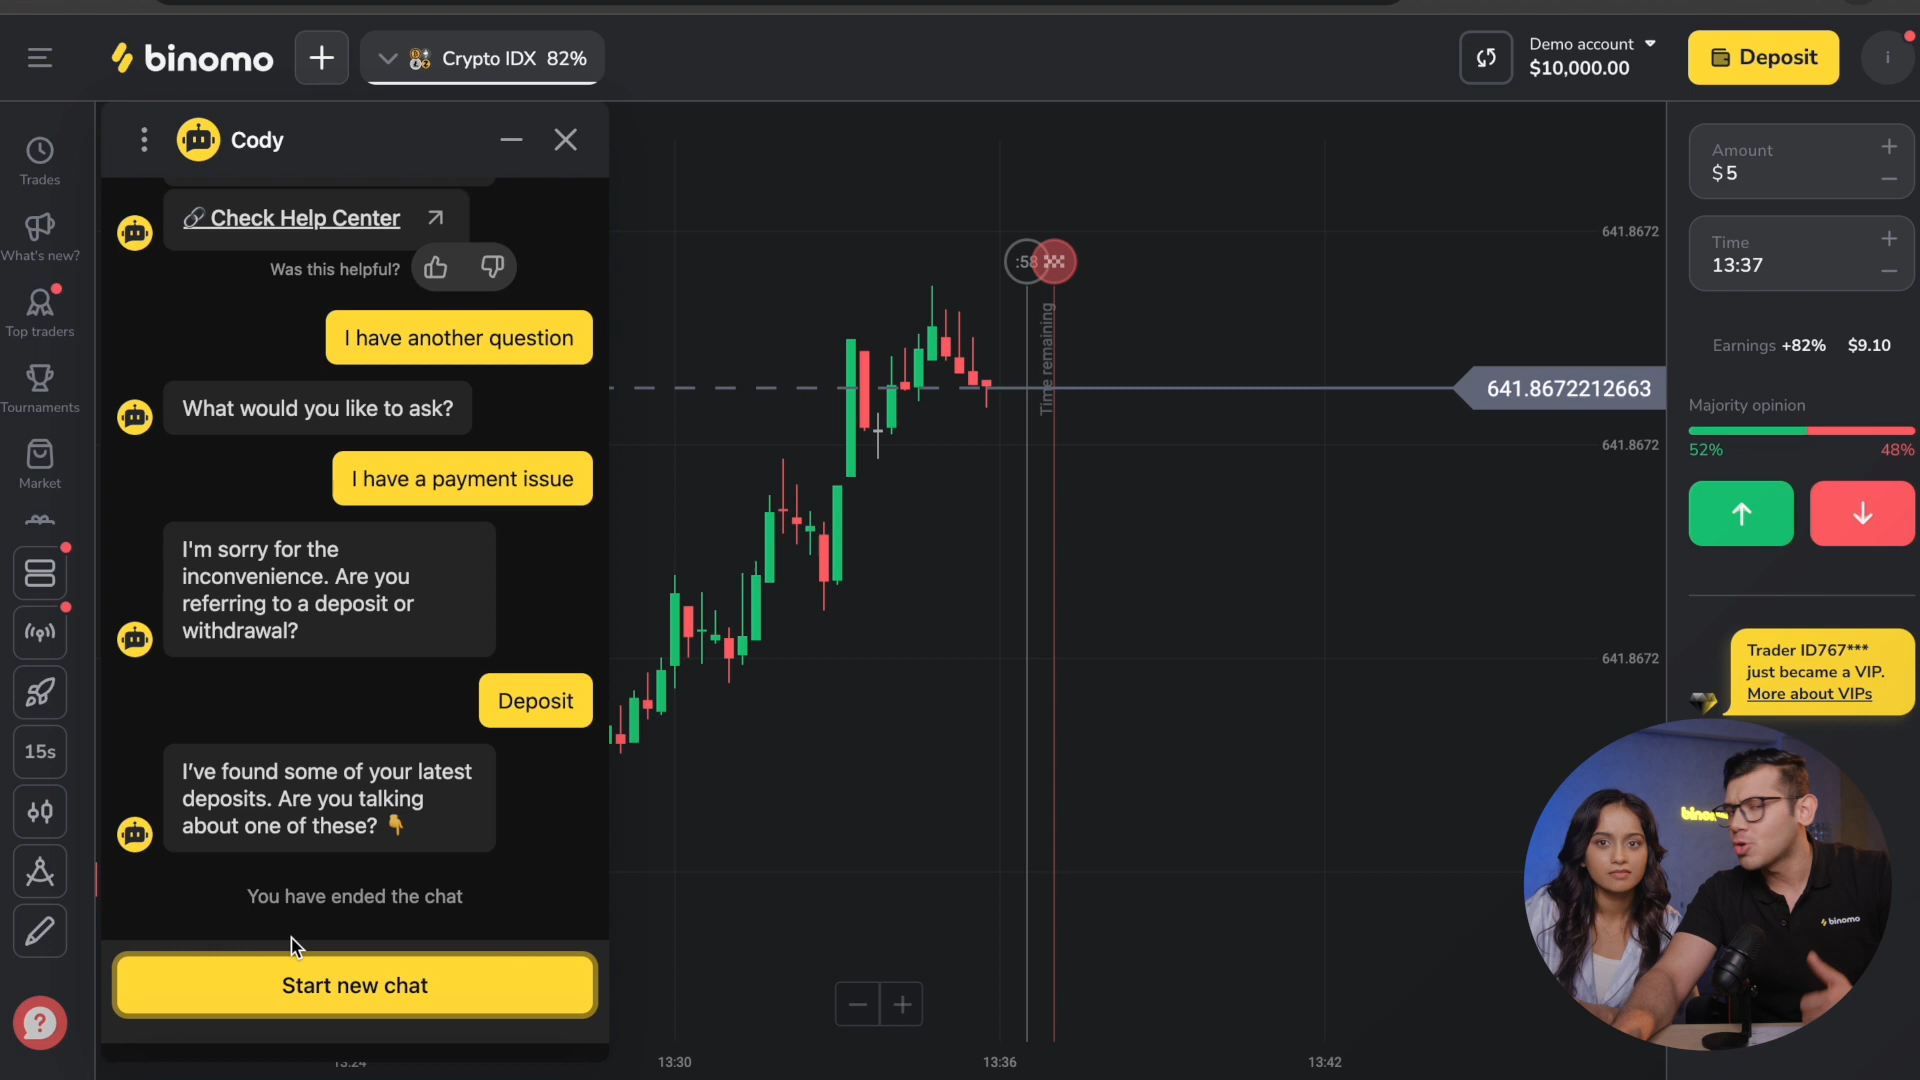 binomo
Crypto IDX 82%
Demo account
$10,000.00
Deposit
i
Trades
What's new?
Top traders
Tournaments
Market
15s
Cody
Check Help Center
Was this helpful?
I have another question
What would you like to ask?
I have a payment issue
I'm sorry for the
inconvenience. Are you
referring to a deposit or
withdrawal?
Deposit
I've found some of your latest
deposits. Are you talking
about one of these?
You have ended the chat
Start new chat
:58
Time remaining
641.8672
641.8672212663
641.8672
641.8672
13:24
13:30
13:36
13:42
Amount
$5
Time
13:37
Earnings +82% $9.10
Majority opinion
52% 48%
Trader ID767***
just became a VIP.
More about VIPs
binomo